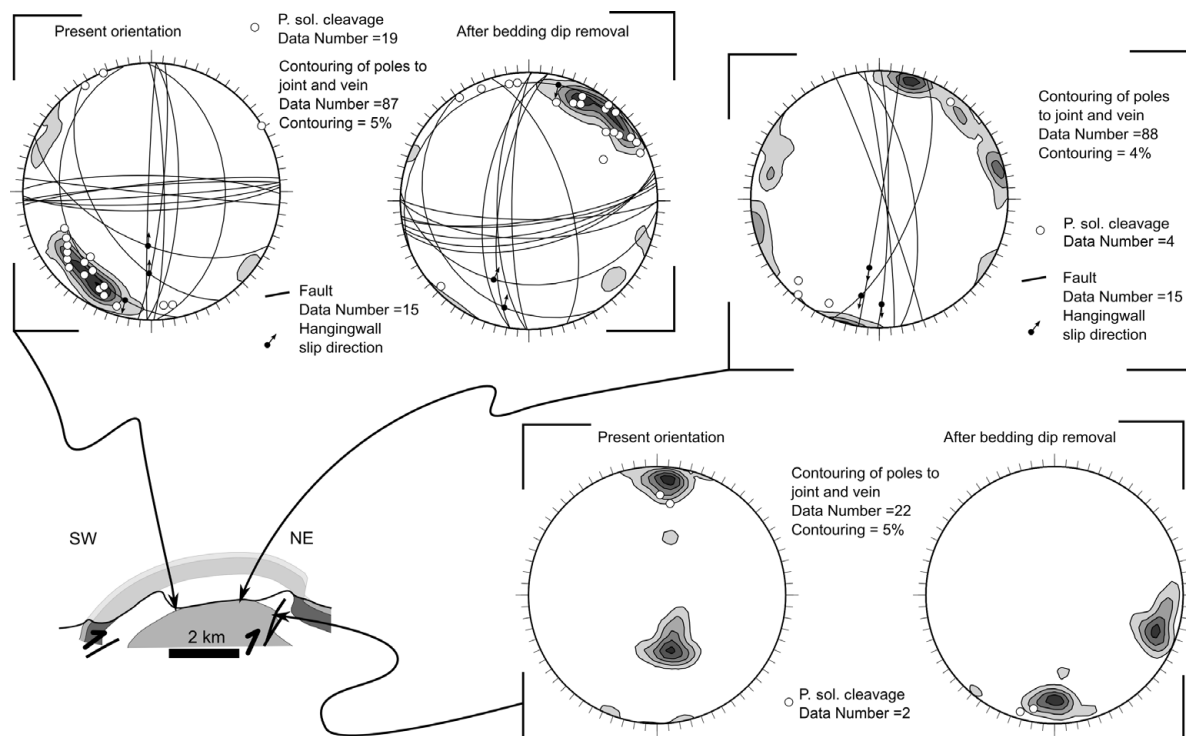 Present orientation
P. sol. cleavage
Data Number =19
Contouring of poles to
joint and vein
Data Number =87
Contouring = 5%
After bedding dip removal
Fault
Data Number =15
Hangingwall
slip direction
Contouring of poles
to joint and vein
Data Number =88
Contouring = 4%
P. sol. cleavage
Data Number =4
Fault
Data Number =15
Hangingwall
slip direction
SW
NE
2 km
Present orientation
Contouring of poles to
joint and vein
Data Number =22
Contouring = 5%
After bedding dip removal
P. sol. cleavage
Data Number =2